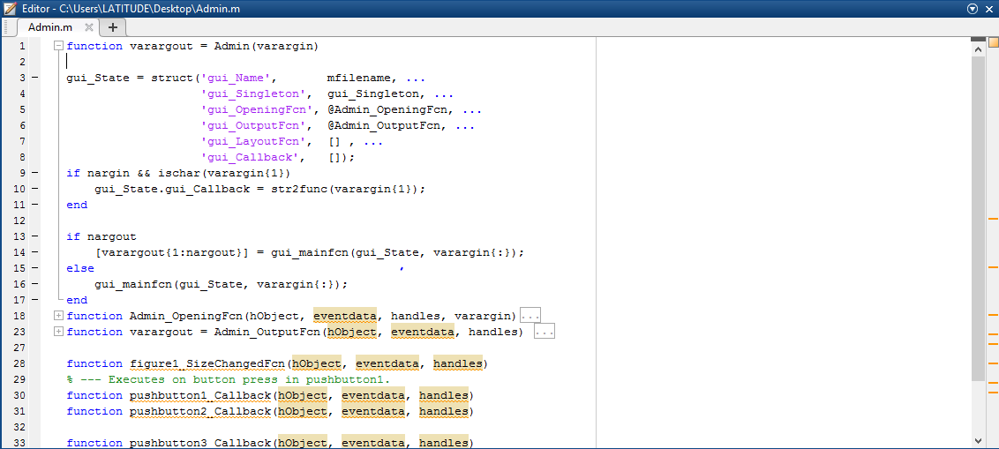 Editor - C:\Users\LATITUDE\Desktop\Admin.m
Admin.m
1 function varargout = Admin(varargin)
2
3 gui_State = struct('gui_Name', mfilename, ...
4 'gui_Singleton', gui_Singleton, ...
5 'gui_OpeningFcn', @Admin_OpeningFcn, ...
6 'gui_OutputFcn', @Admin_OutputFcn, ...
7 'gui_LayoutFcn', [] , ...
8 'gui_Callback', []);
9 if nargin && ischar(varargin{1})
10 gui_State.gui_Callback = str2func(varargin{1});
11 end
12
13 if nargout
14 [varargout{1:nargout}] = gui_mainfcn(gui_State, varargin{:});
15 else
16 gui_mainfcn(gui_State, varargin{:});
17 end
18 function Admin_OpeningFcn(hObject, eventdata, handles, varargin) ...
23 function varargout = Admin_OutputFcn(hObject, eventdata, handles) ...
27
28 function figure1_SizeChangedFcn(hObject, eventdata, handles)
29 % --- Executes on button press in pushbutton1.
30 function pushbutton1_Callback(hObject, eventdata, handles)
31 function pushbutton2_Callback(hObject, eventdata, handles)
32
33 function pushbutton3_Callback(hObject, eventdata, handles)